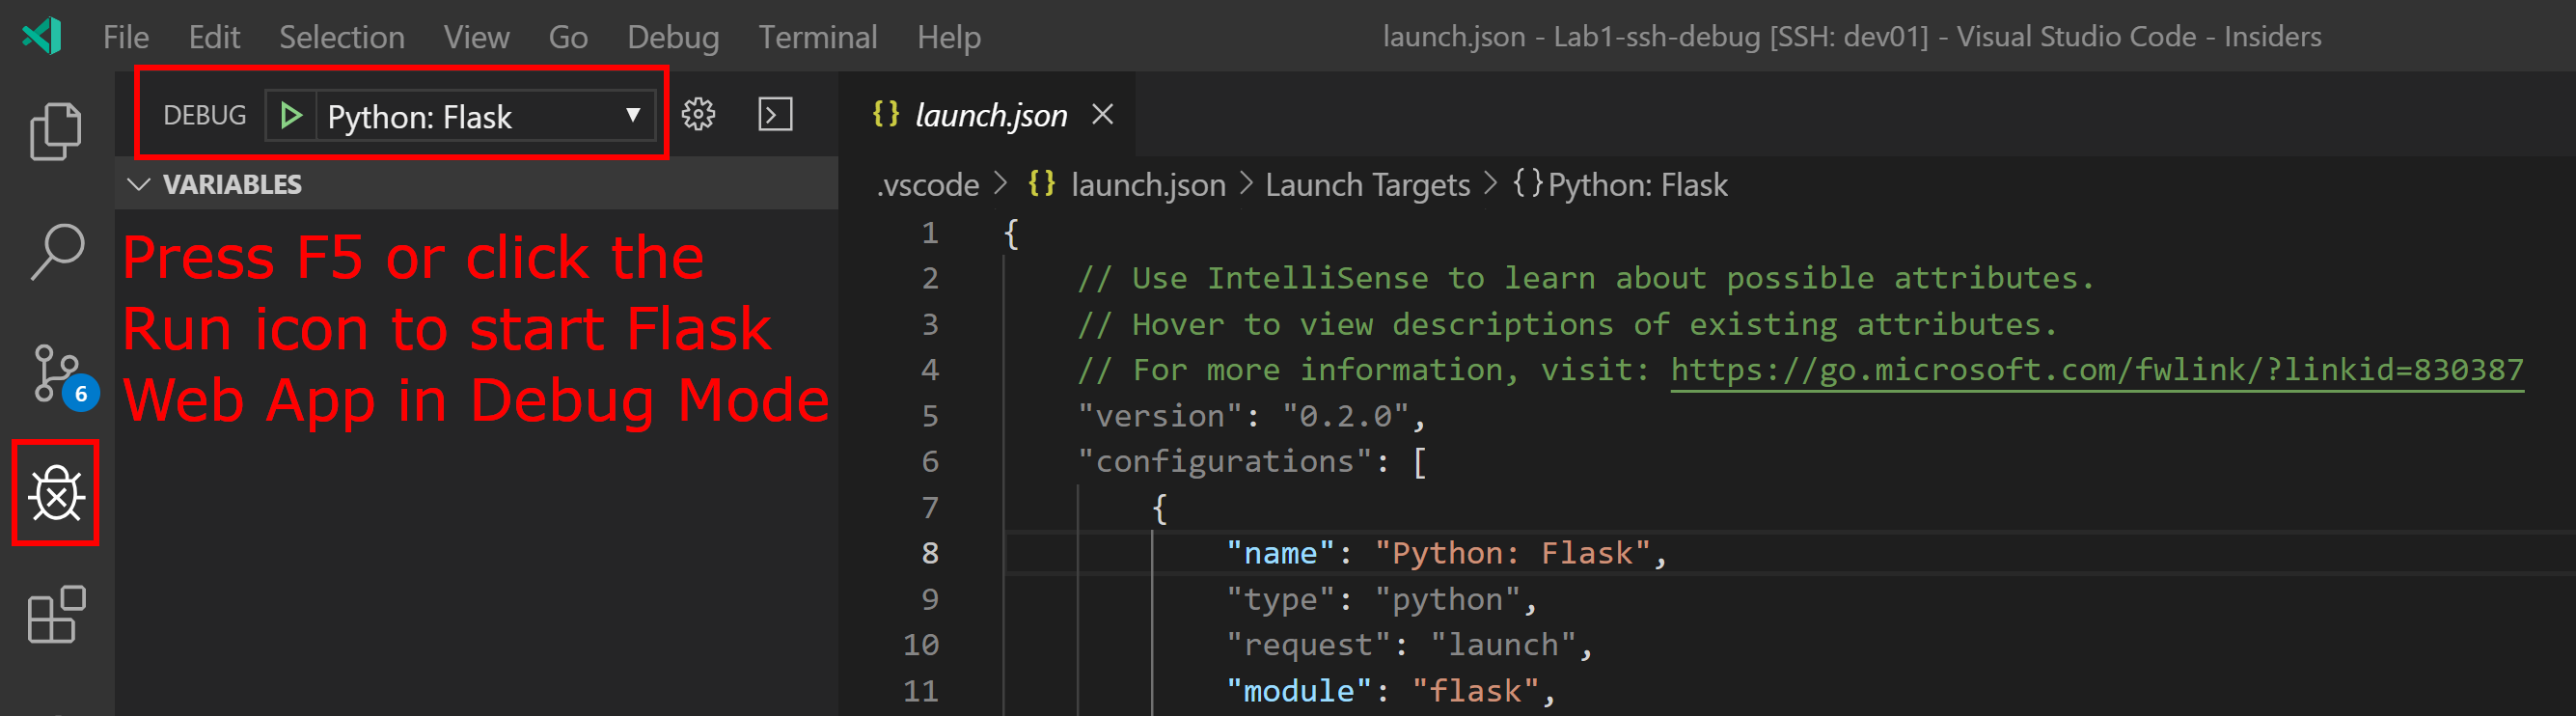 File Edit Selection View Go Debug Terminal Help
launch.json - Lab1-ssh-debug [SSH: dev01] - Visual Studio Code - Insiders
DEBUG Python: Flask
VARIABLES
Press F5 or click the
Run icon to start Flask
Web App in Debug Mode
6
{} launch.json
.vscode > {} launch.json > Launch Targets > {} Python: Flask
1 {
2 // Use IntelliSense to learn about possible attributes.
3 // Hover to view descriptions of existing attributes.
4 // For more information, visit: https://go.microsoft.com/fwlink/?linkid=830387
5 "version": "0.2.0",
6 "configurations": [
7 {
8 "name": "Python: Flask",
9 "type": "python",
10 "request": "launch",
11 "module": "flask",